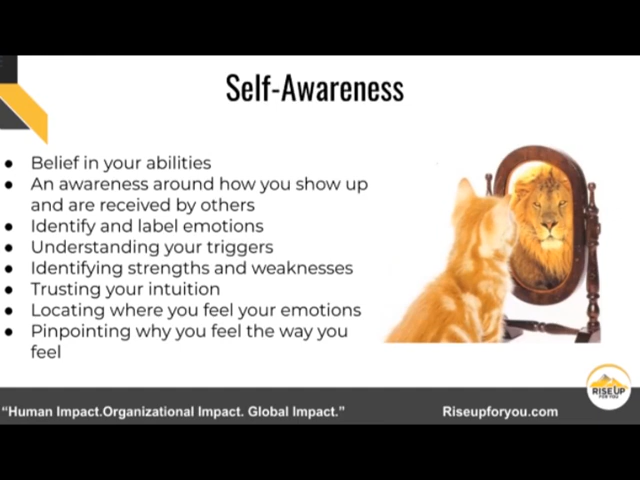 Self-Awareness
● Belief in your abilities
● An awareness around how you show up
and are received by others
● Identify and label emotions
● Understanding your triggers
● Identifying strengths and weaknesses
● Trusting your intuition
● Locating where you feel your emotions
● Pinpointing why you feel the way you
feel
RISE UP
FOR YOU
“Human Impact.Organizational Impact. Global Impact.”
Riseupforyou.com